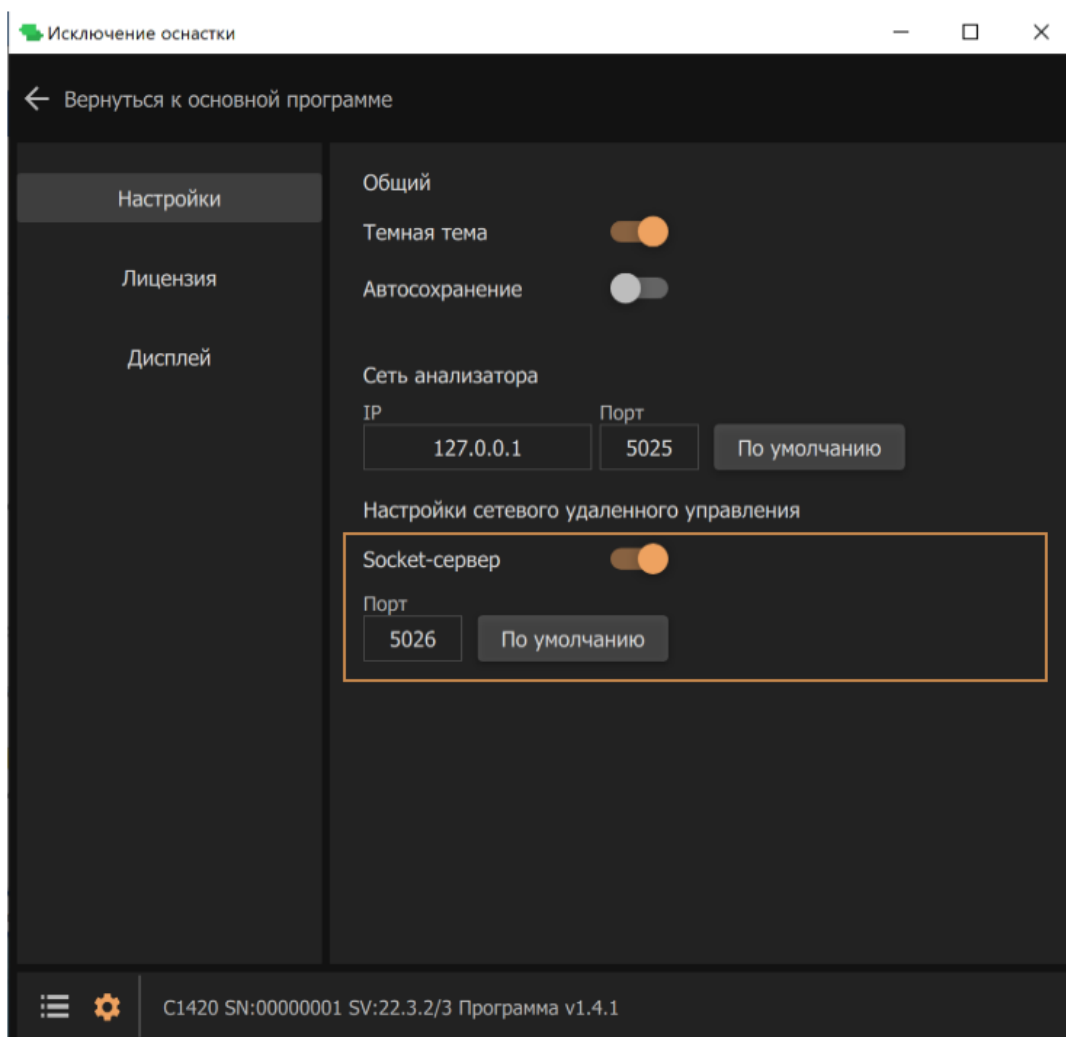 Исключение оснастки
Вернуться к основной программе
Настройки
Лицензия
Дисплей
Общий
Темная тема
Автосохранение
Сеть анализатора
IP Порт
127.0.0.1 5025 По умолчанию
Настройки сетевого удаленного управления
Socket-сервер
Порт
5026 По умолчанию
C1420 SN:00000001 SV:22.3.2/3 Программа v1.4.1